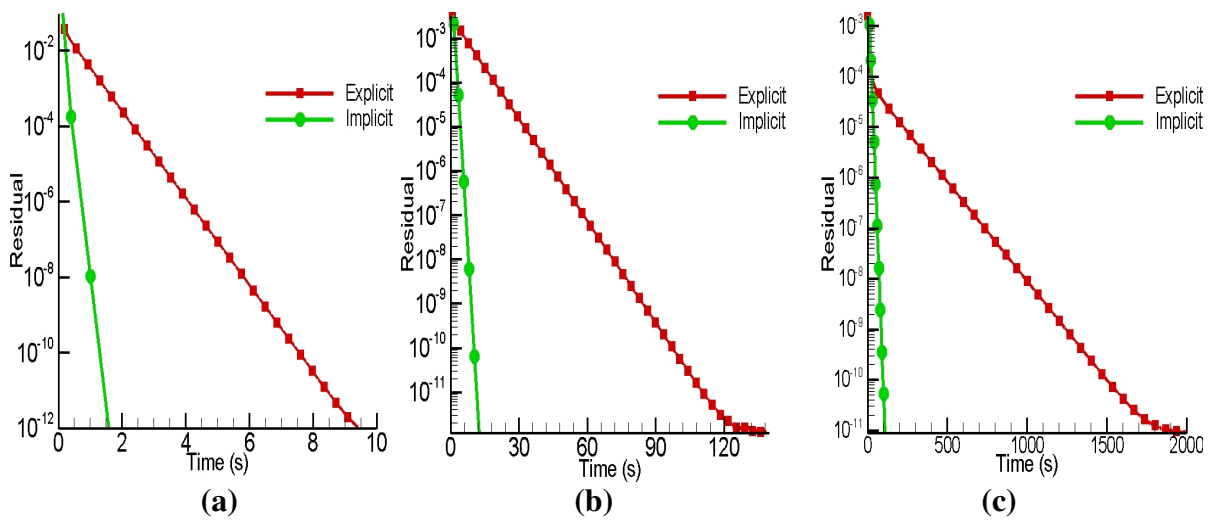 10-2
10-4
10-6
10-8
10-10
10-12
Residual
0
2
4
6
8
10
Time (s)
Explicit
Implicit
(a)
10-3
10-4
10-5
10-6
10-7
10-8
10-9
10-10
10-11
Residual
0
30
60
90
120
Time (s)
Explicit
Implicit
(b)
10-3
10-4
10-5
10-6
10-7
10-8
10-9
10-10
10-11
Residual
0
500
1000
1500
2000
Time (s)
Explicit
Implicit
(c)